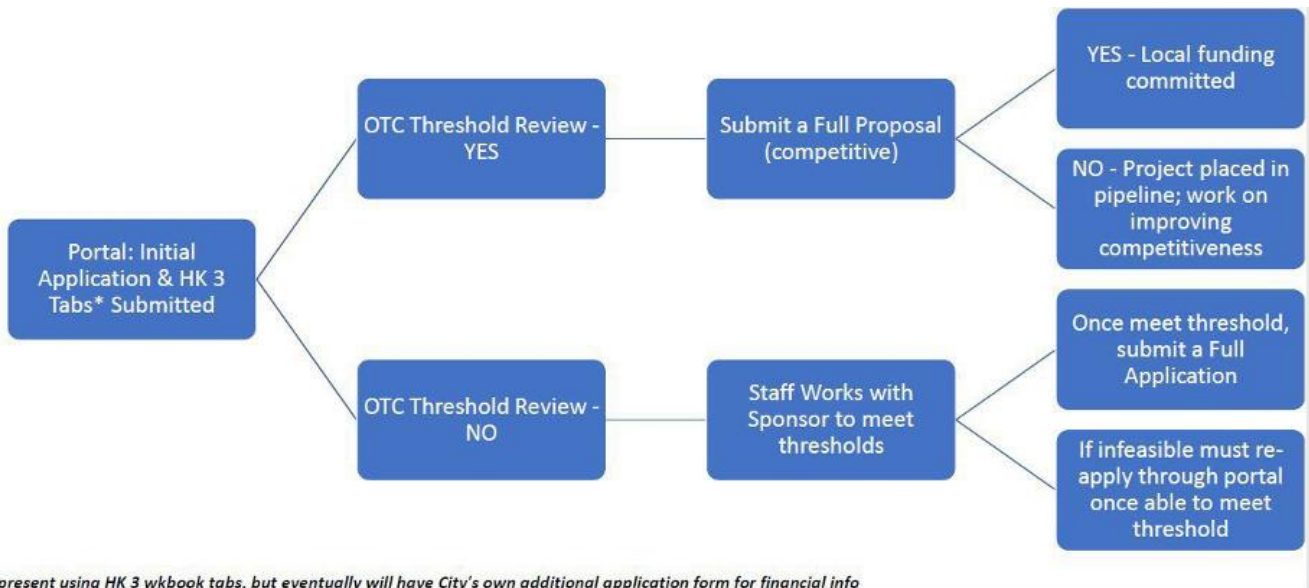 Portal: Initial
Application & HK 3
Tabs* Submitted
OTC Threshold Review -
YES
Submit a Full Proposal
(competitive)
YES - Local funding
committed
NO - Project placed in
pipeline; work on
improving
competitiveness
OTC Threshold Review -
NO
Staff Works with
Sponsor to meet
thresholds
Once meet threshold,
submit a Full
Application
If infeasible must re-
apply through portal
once able to meet
threshold
present using HK 3 wkbook tabs, but eventually will have City's own additional application form for financial info